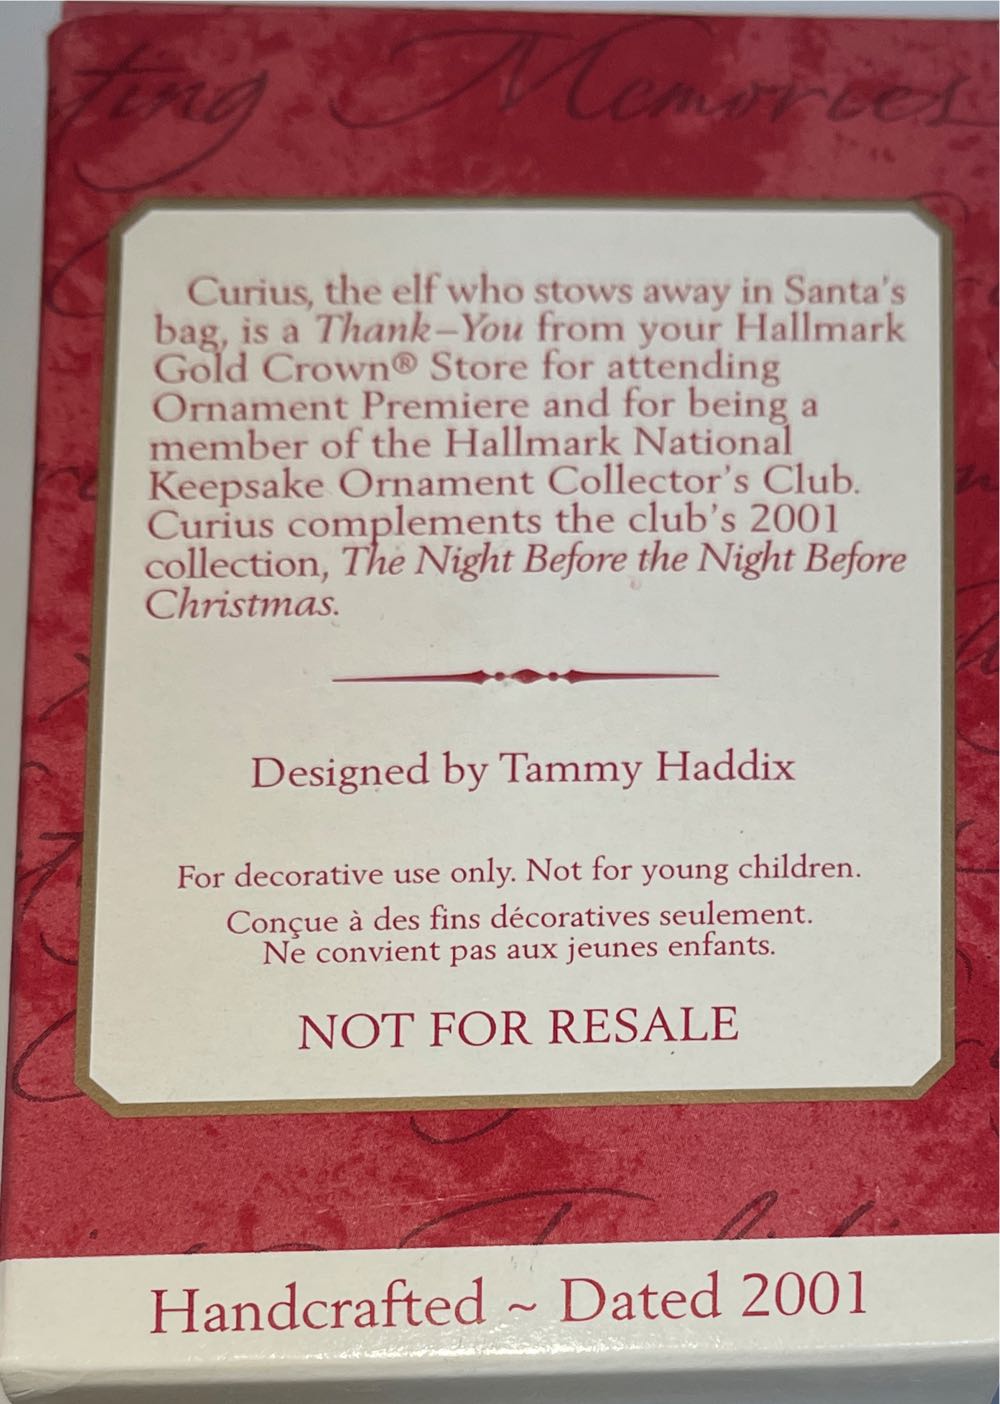 ting Memories
Curius, the elf who stows away in Santa's
bag, is a Thank–You from your Hallmark
Gold Crown® Store for attending
Ornament Premiere and for being a
member of the Hallmark National
Keepsake Ornament Collector's Club.
Curius complements the club's 2001
collection, The Night Before the Night Before
Christmas.
Designed by Tammy Haddix
For decorative use only. Not for young children.
Conçue à des fins décoratives seulement.
Ne convient pas aux jeunes enfants.
NOT FOR RESALE
Handcrafted ~ Dated 2001